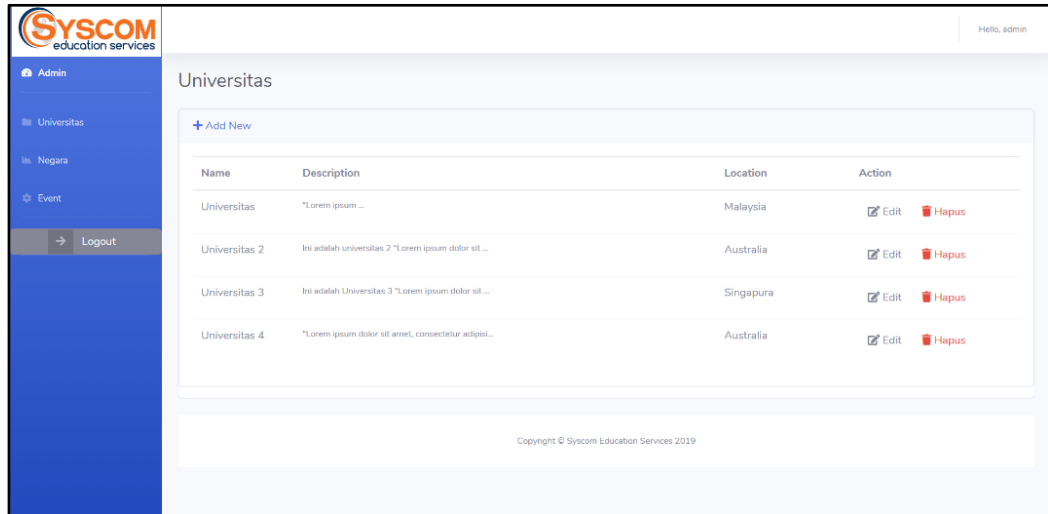 SYSCOM
education services
Hello, admin
Admin
Universitas
Negara
Event
Logout
Universitas
Add New
Name Description Location Action
Universitas "Lorem ipsum ... Malaysia Edit Hapus
Universitas 2 Ini adalah universitas 2 "Lorem ipsum dolor sit ... Australia Edit Hapus
Universitas 3 Ini adalah Universitas 3 "Lorem ipsum dolor sit ... Singapura Edit Hapus
Universitas 4 "Lorem ipsum dolor sit amet, consectetur adipisi... Australia Edit Hapus
Copyright © Syscom Education Services 2019